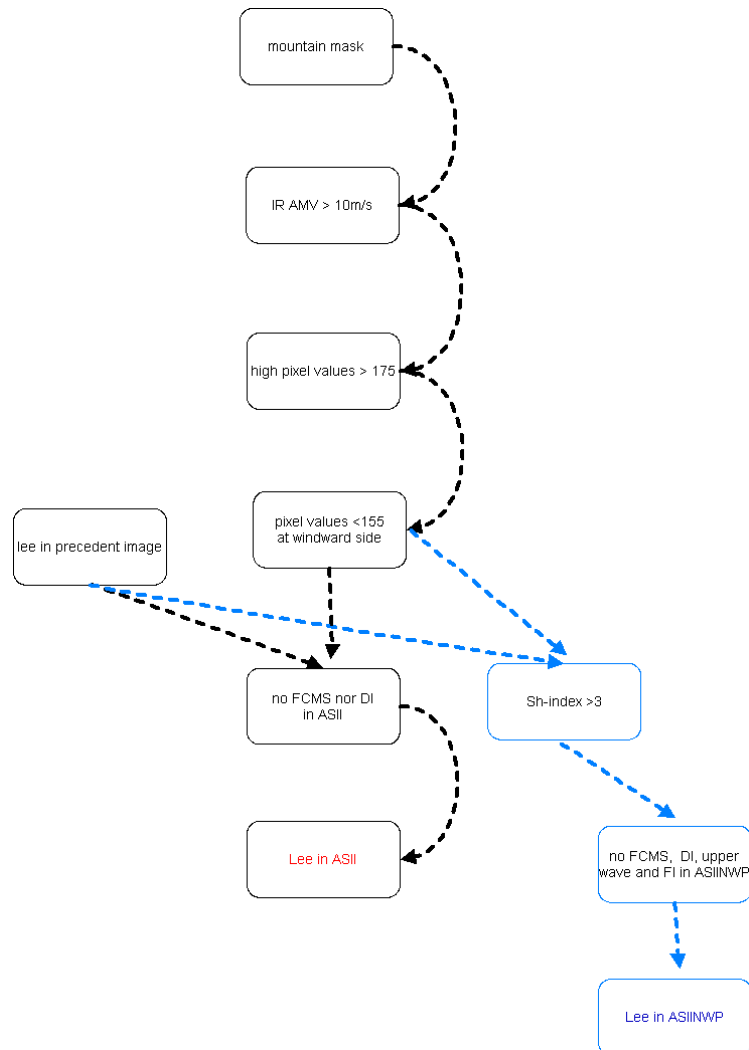 mountain mask
IR AMV > 10m/s
high pixel values > 175
pixel values <155
at windward side
lee in precedent image
no FCMS nor DI
in ASII
Sh-index >3
Lee in ASII
no FCMS,  DI, upper
wave and FI in ASIINWP
Lee in ASIINWP